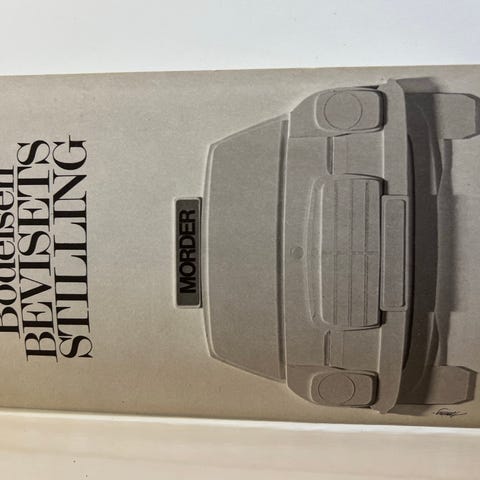 Bodelsen
BEVISETS
STILLING
MORDER